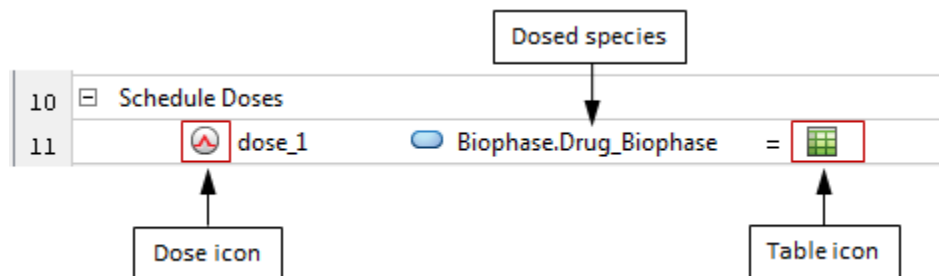 Dosed species
10 Schedule Doses
11 dose_1 Biophase.Drug_Biophase =
Dose icon
Table icon